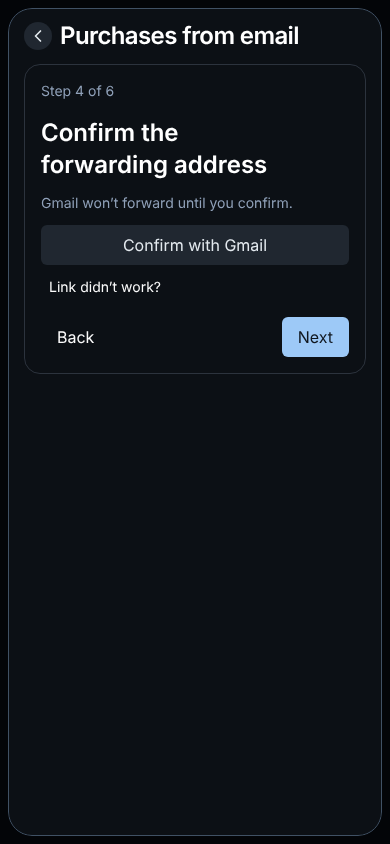 Purchases from email
Step 4 of 6
Confirm the
forwarding address
Gmail won’t forward until you confirm.
Confirm with Gmail
Link didn’t work?
Back
Next